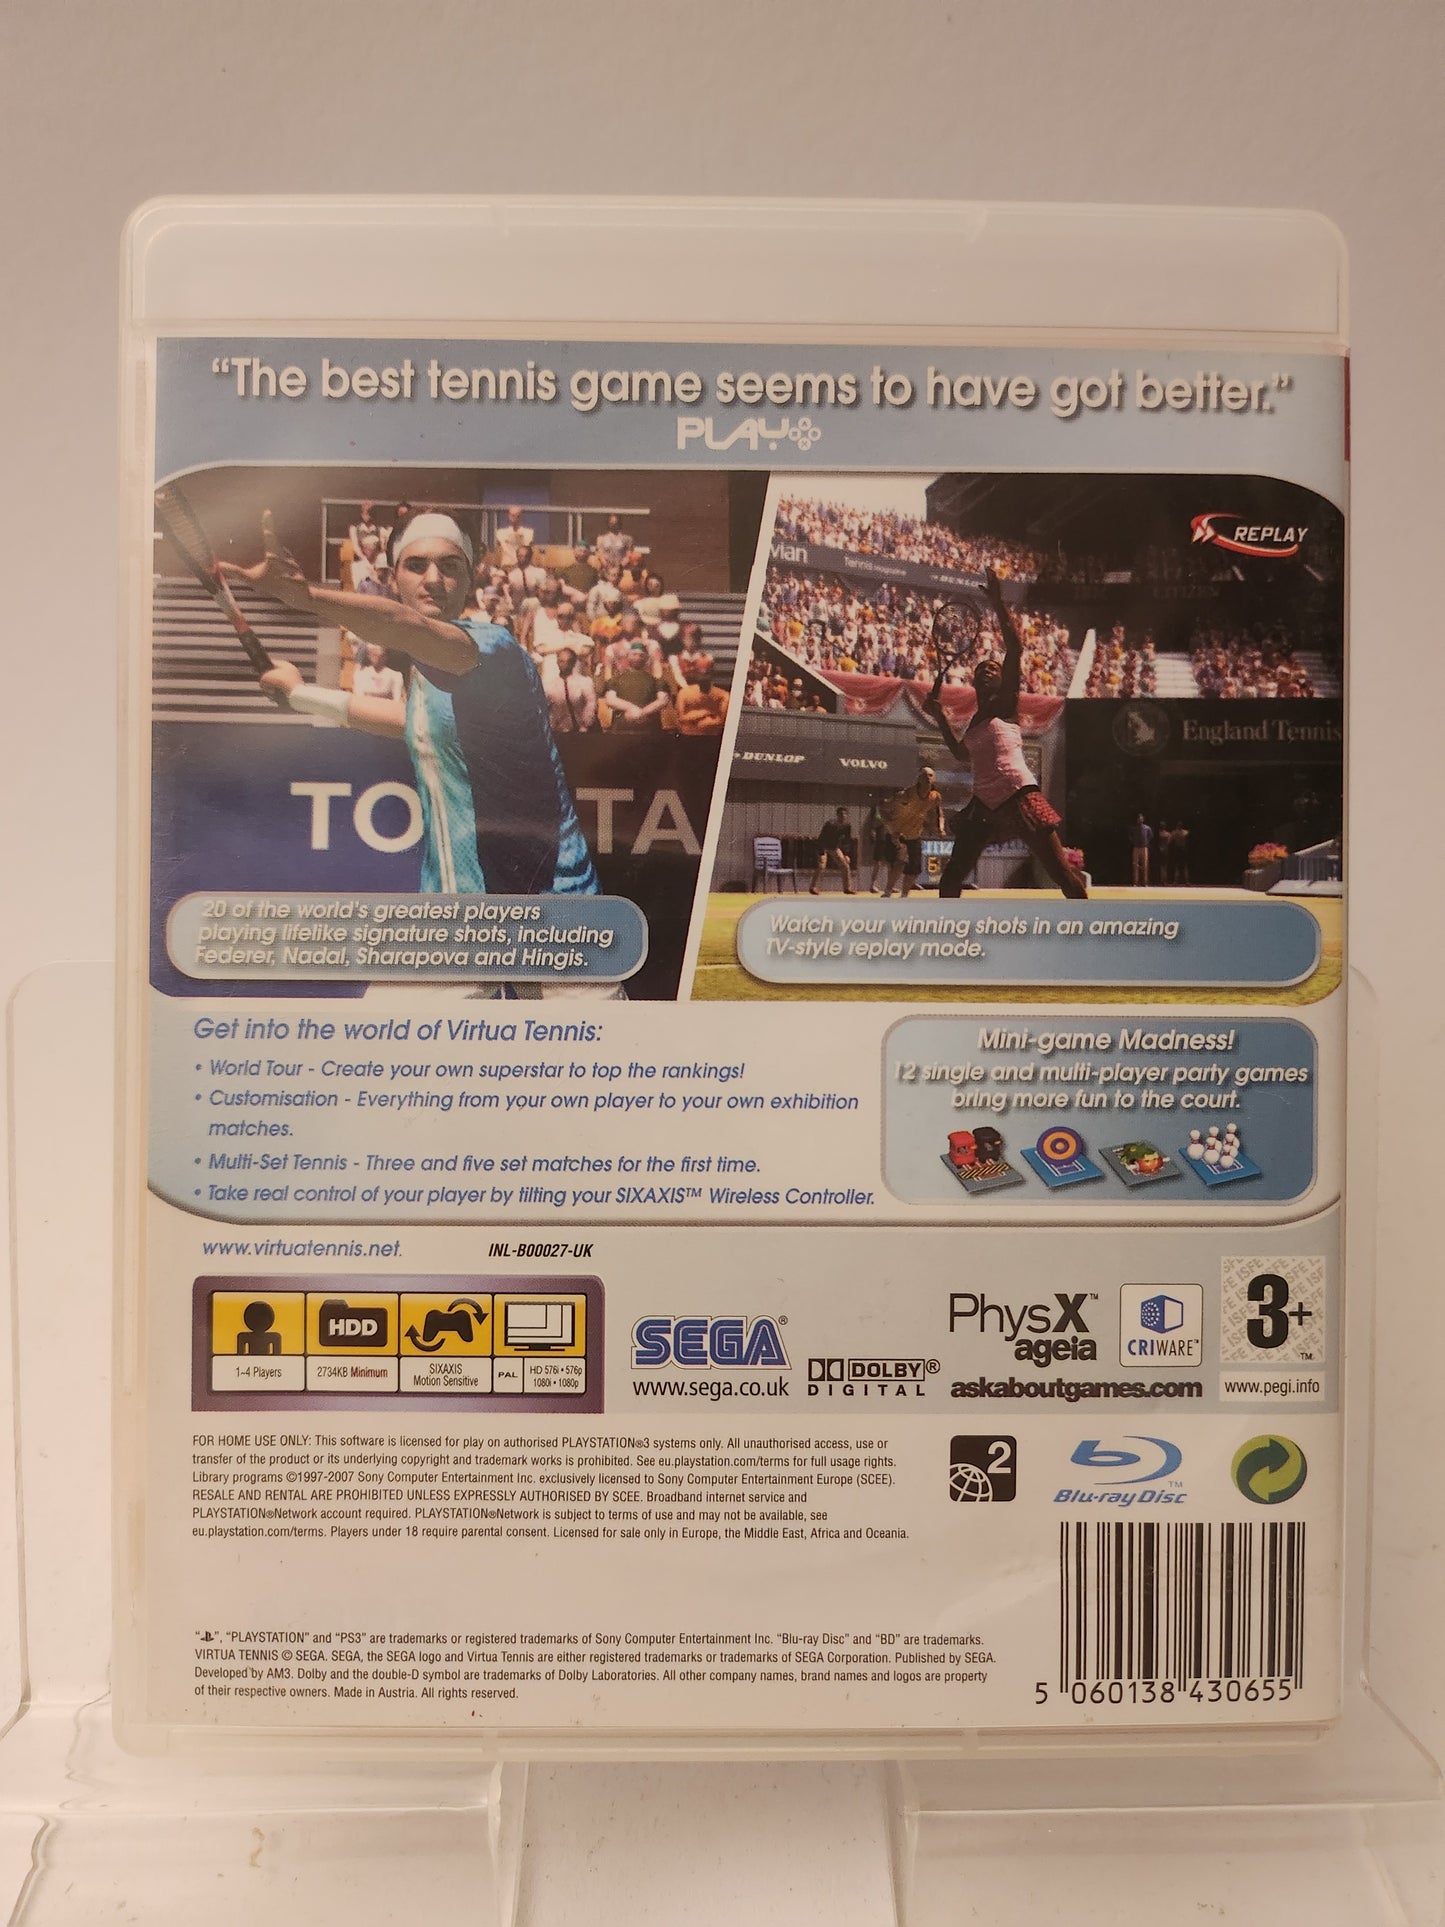 “The best tennis game seems to have got better.”
PLAY
REPLAY
Tennis
DUNLOP
CITIZEN
England Tennis
DUNLOP
VOLVO
TO TA
20 of the world's greatest players
playing lifelike signature shots, including
Federer, Nadal, Sharapova and Hingis.
Watch your winning shots in an amazing
TV-style replay mode.
Get into the world of Virtua Tennis:
• World Tour - Create your own superstar to top the rankings!
• Customisation - Everything from your own player to your own exhibition
matches.
• Multi-Set Tennis - Three and five set matches for the first time.
• Take real control of your player by tilting your SIXAXIS™ Wireless Controller.
Mini-game Madness!
12 single and multi-player party games
bring more fun to the court.
www.virtuatennis.net.
INL-B00027-UK
HDD
1~4 Players
2734KB Minimum
SIXAXIS
Motion Sensitive
PAL
HD 576i • 576p
1080i • 1080p
SEGA®
www.sega.co.uk
DOLBY®
DIGITAL
PhysX™
ageia
CRIWARE™
askaboutgames.com
3+
™
www.pegi.info
FOR HOME USE ONLY: This software is licensed for play on authorised PLAYSTATION®3 systems only. All unauthorised access, use or
transfer of the product or its underlying copyright and trademark works is prohibited. See eu.playstation.com/terms for full usage rights.
Library programs ©1997-2007 Sony Computer Entertainment Inc. exclusively licensed to Sony Computer Entertainment Europe (SCEE).
RESALE AND RENTAL ARE PROHIBITED UNLESS EXPRESSLY AUTHORISED BY SCEE. Broadband internet service and
PLAYSTATION®Network account required. PLAYSTATION®Network is subject to terms of use and may not be available, see
eu.playstation.com/terms. Players under 18 require parental consent. Licensed for sale only in Europe, the Middle East, Africa and Oceania.
2
Blu-ray Disc™
“ ”, “PLAYSTATION” and “PS3” are trademarks or registered trademarks of Sony Computer Entertainment Inc. “Blu-ray Disc” and “BD” are trademarks.
VIRTUA TENNIS © SEGA. SEGA, the SEGA logo and Virtua Tennis are either registered trademarks or trademarks of SEGA Corporation. Published by SEGA.
Developed by AM3. Dolby and the double-D symbol are trademarks of Dolby Laboratories. All other company names, brand names and logos are property
of their respective owners. Made in Austria. All rights reserved.
5 060138 430655